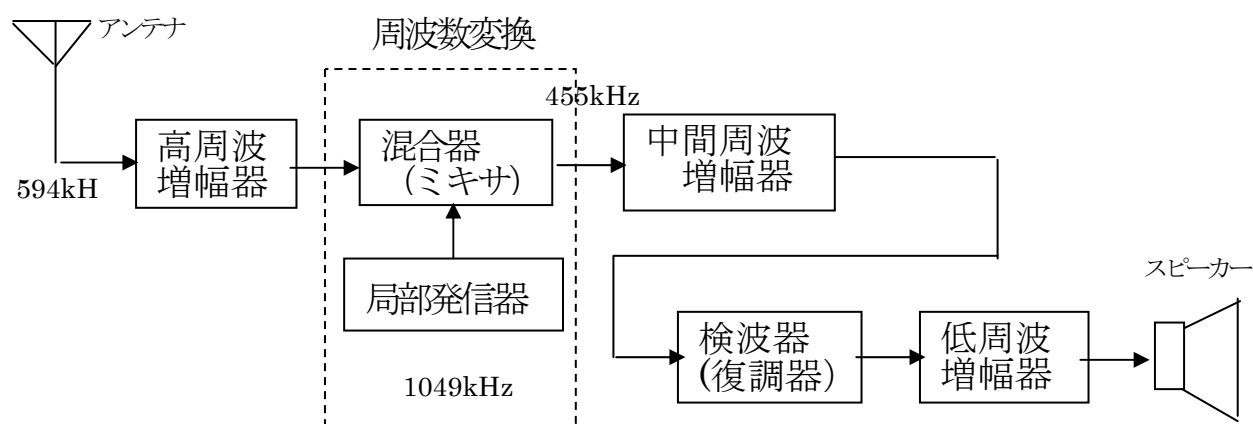 アンテナ
周波数変換
455kHz
高周波
増幅器
混合器
(ミキサ)
中間周波
増幅器
594kH
局部発信器
スピーカー
検波器
(復調器)
低周波
増幅器
1049kHz